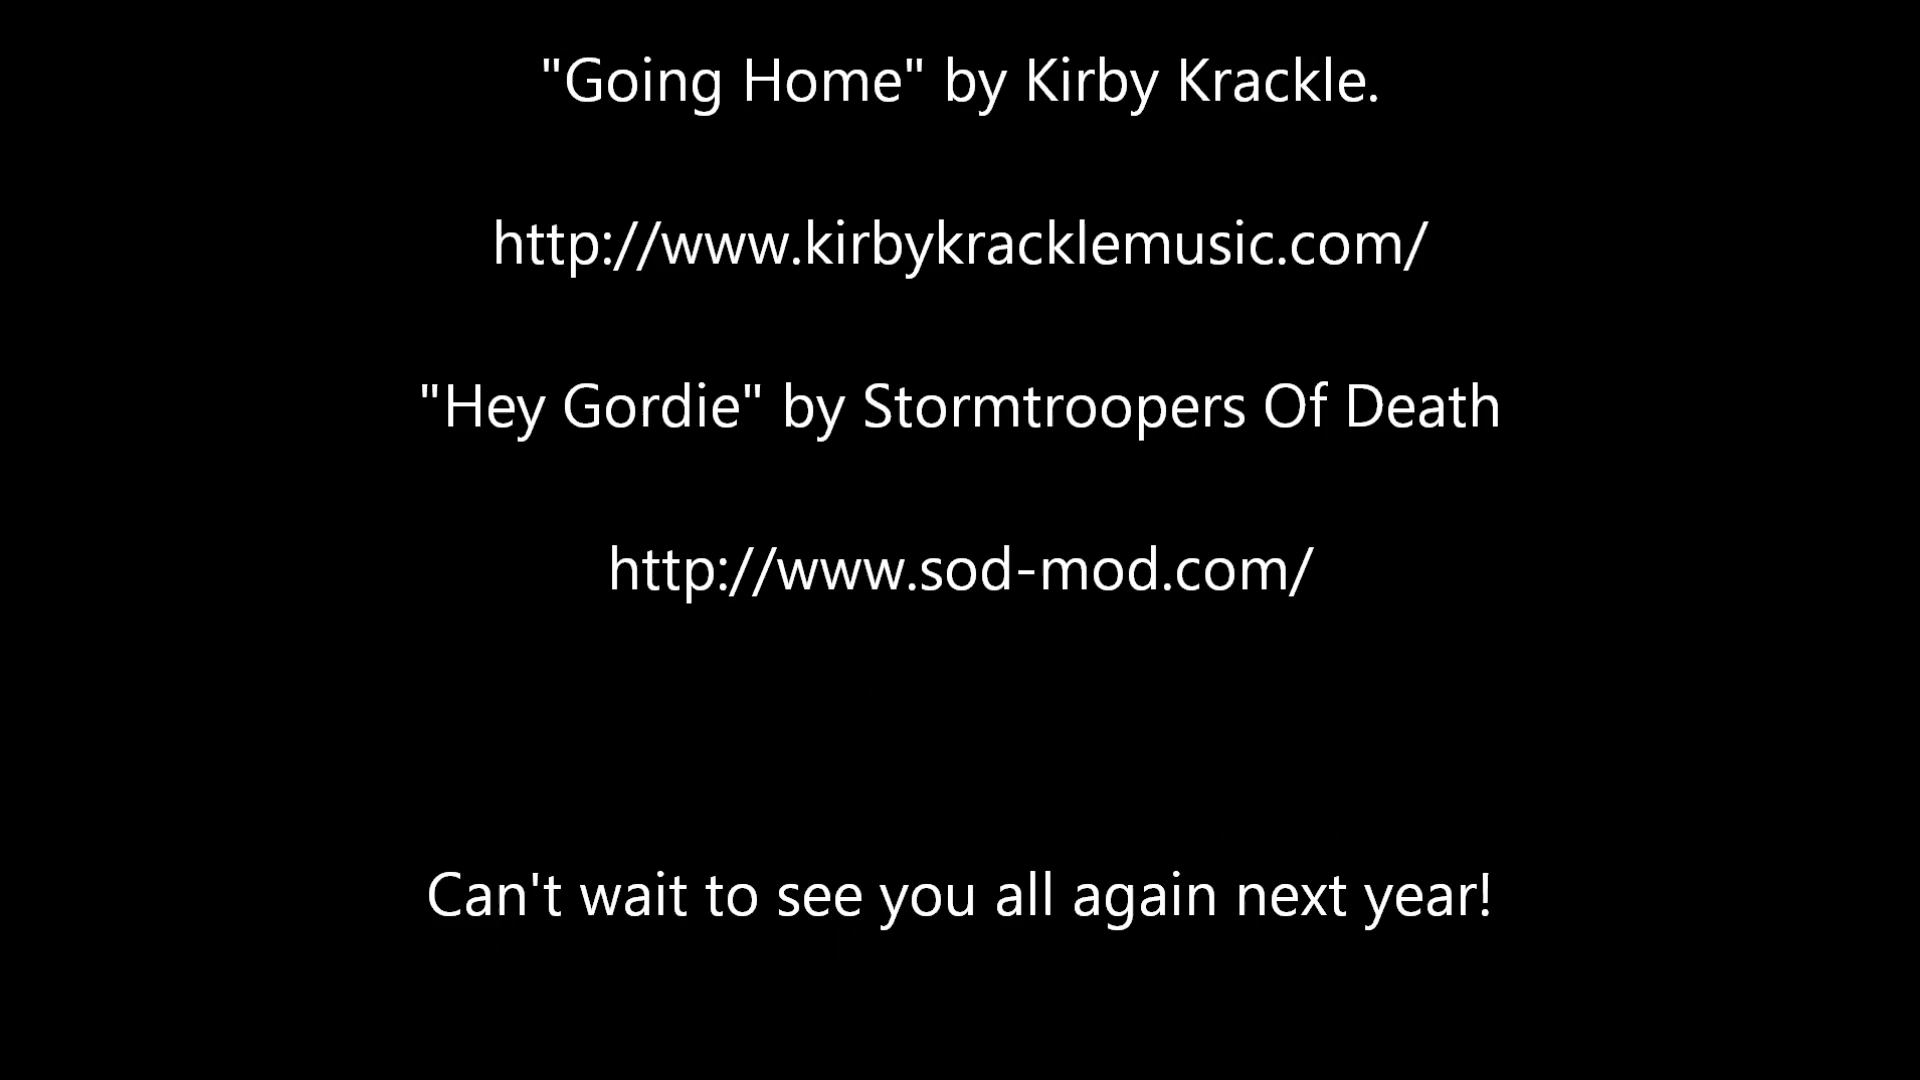 "Going Home" by Kirby Krackle.
http://www.kirbykracklemusic.com/
"Hey Gordie" by Stormtroopers Of Death
http://www.sod-mod.com/
Can't wait to see you all again next year!